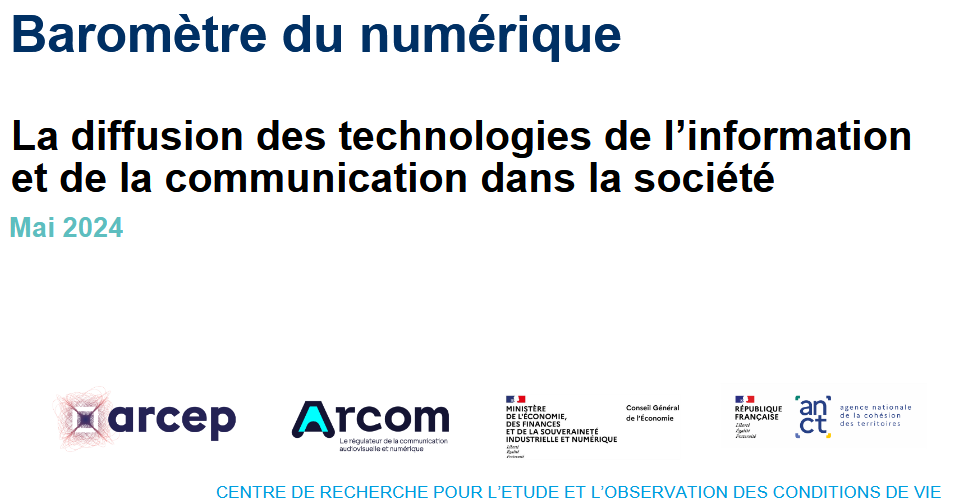 Baromètre du numérique
La diffusion des technologies de l’information
et de la communication dans la société
Mai 2024
arcep
Arcom
Le régulateur de la communication
audiovisuelle et numérique
MINISTÈRE
DE L’ÉCONOMIE,
DES FINANCES
ET DE LA SOUVERAINETÉ
INDUSTRIELLE ET NUMÉRIQUE
Liberté
Égalité
Fraternité
Conseil Général
de l’Économie
RÉPUBLIQUE
FRANÇAISE
Liberté
Égalité
Fraternité
an
ct
agence nationale
de la cohésion
des territoires
CENTRE DE RECHERCHE POUR L’ETUDE ET L’OBSERVATION DES CONDITIONS DE VIE